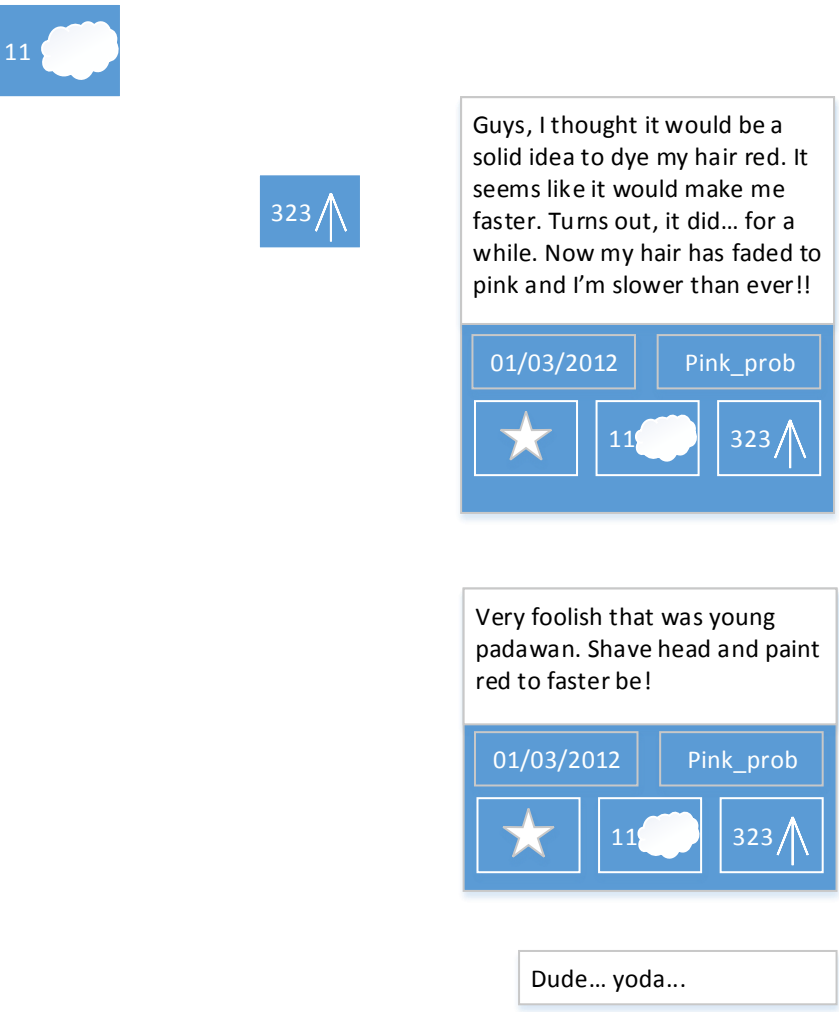 11
323
Guys, I thought it would be a
solid idea to dye my hair red. It
seems like it would make me
faster. Turns out, it did… for a
while. Now my hair has faded to
pink and I’m slower than ever!!
01/03/2012 Pink_prob
11 323
Very foolish that was young
padawan. Shave head and paint
red to faster be!
01/03/2012 Pink_prob
11 323
Dude… yoda...